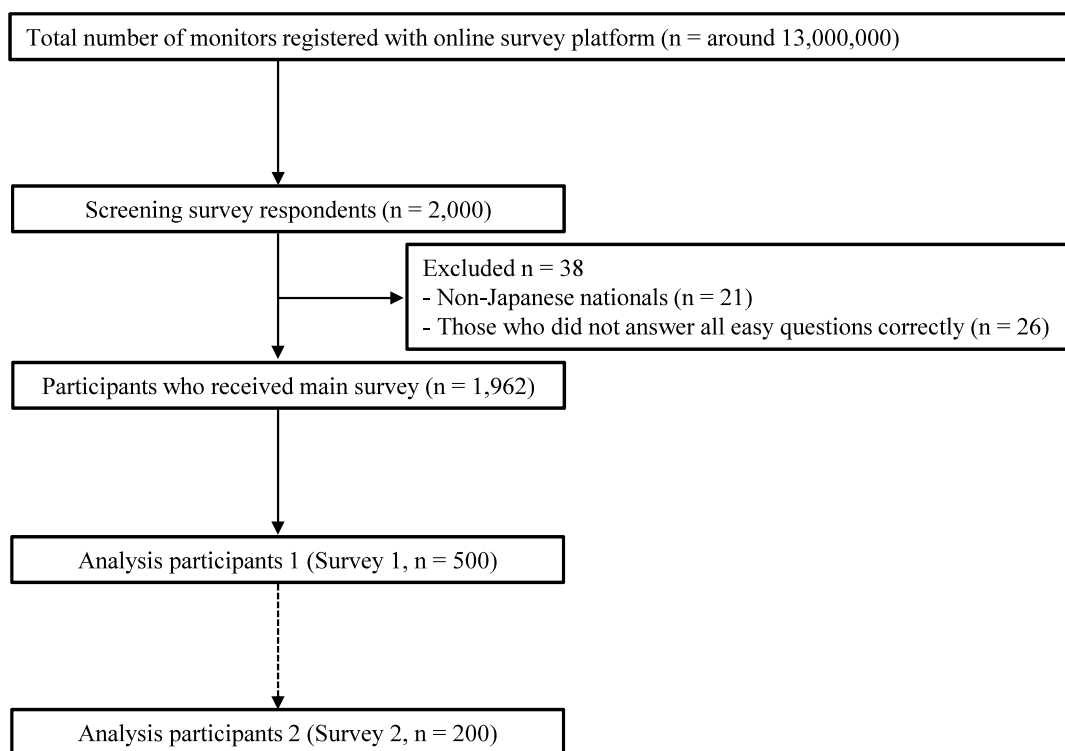 Total number of monitors registered with online survey platform (n = around 13,000,000)
Screening survey respondents (n = 2,000)
Excluded n = 38
- Non-Japanese nationals (n = 21)
- Those who did not answer all easy questions correctly (n = 26)
Participants who received main survey (n = 1,962)
Analysis participants 1 (Survey 1, n = 500)
Analysis participants 2 (Survey 2, n = 200)